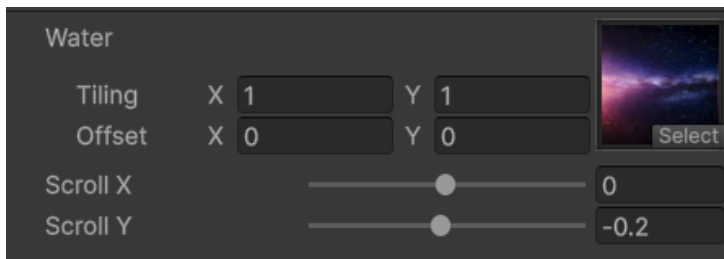 Water
Tiling X 1 Y 1
Offset X 0 Y 0 Select
Scroll X 0
Scroll Y -0.2